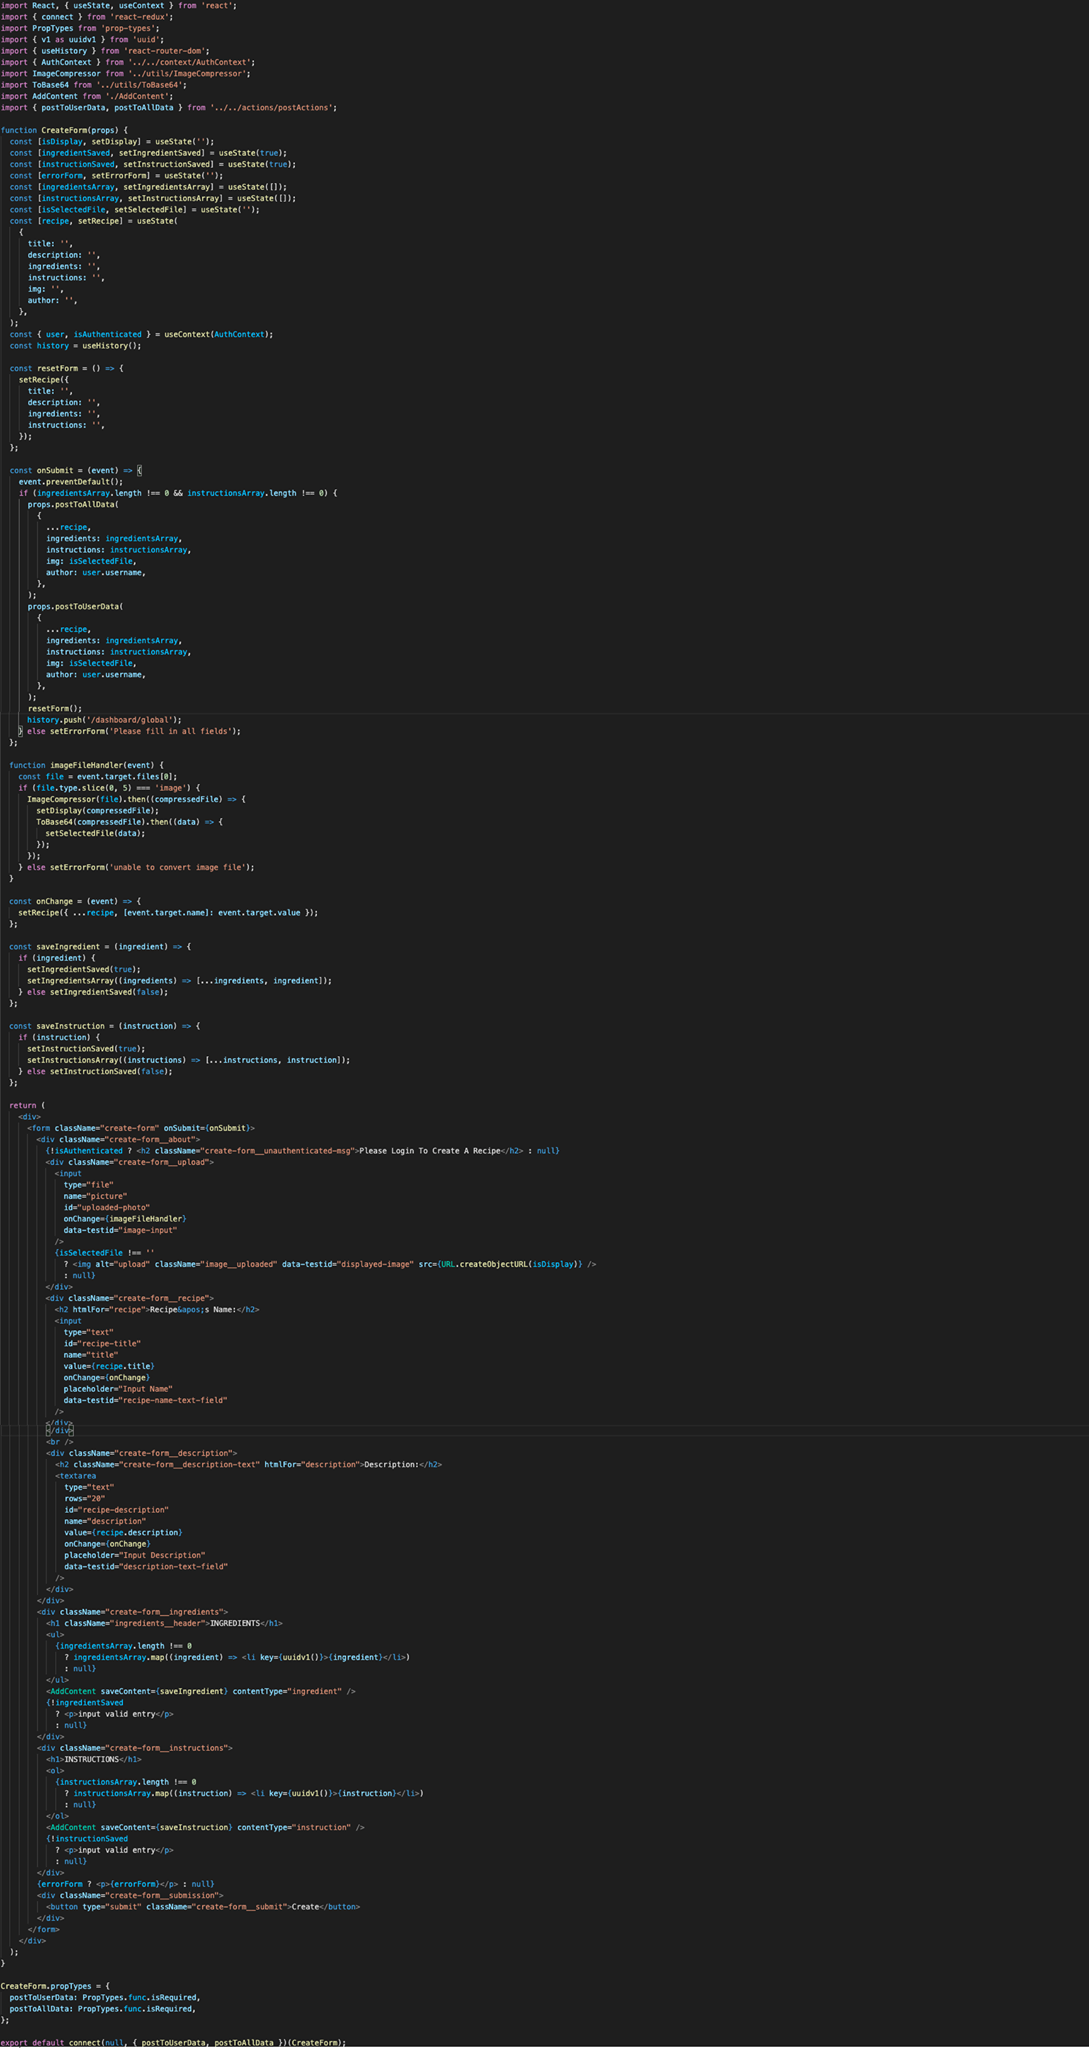 import React, { useState, useContext } from 'react';
import { connect } from 'react-redux';
import PropTypes from 'prop-types';
import { v1 as uuidv1 } from 'uuid';
import { useHistory } from 'react-router-dom';
import { AuthContext } from '../../context/AuthContext';
import ImageCompressor from '../utils/ImageCompressor';
import ToBase64 from '../utils/ToBase64';
import AddContent from './AddContent';
import { postToUserData, postToAllData } from '../../actions/postActions';

function CreateForm(props) {
  const [isDisplay, setDisplay] = useState('');
  const [ingredientSaved, setIngredientSaved] = useState(true);
  const [instructionSaved, setInstructionSaved] = useState(true);
  const [errorForm, setErrorForm] = useState('');
  const [ingredientsArray, setIngredientsArray] = useState([]);
  const [instructionsArray, setInstructionsArray] = useState([]);
  const [isSelectedFile, setSelectedFile] = useState('');
  const [recipe, setRecipe] = useState(
    {
      title: '',
      description: '',
      ingredients: '',
      instructions: '',
      img: '',
      author: '',
    },
  );
  const { user, isAuthenticated } = useContext(AuthContext);
  const history = useHistory();

  const resetForm = () => {
    setRecipe({
      title: '',
      description: '',
      ingredients: '',
      instructions: '',
    });
  };

  const onSubmit = (event) => {
    event.preventDefault();
    if (ingredientsArray.length !== 0 && instructionsArray.length !== 0) {
      props.postToAllData(
        {
          ...recipe,
          ingredients: ingredientsArray,
          instructions: instructionsArray,
          img: isSelectedFile,
          author: user.username,
        },
      );
      props.postToUserData(
        {
          ...recipe,
          ingredients: ingredientsArray,
          instructions: instructionsArray,
          img: isSelectedFile,
          author: user.username,
        },
      );
      resetForm();
      history.push('/dashboard/global');
    } else setErrorForm('Please fill in all fields');
  };

  function imageFileHandler(event) {
    const file = event.target.files[0];
    if (file.type.slice(0, 5) === 'image') {
      ImageCompressor(file).then((compressedFile) => {
        setDisplay(compressedFile);
        ToBase64(compressedFile).then((data) => {
          setSelectedFile(data);
        });
      });
    } else setErrorForm('unable to convert image file');
  }

  const onChange = (event) => {
    setRecipe({ ...recipe, [event.target.name]: event.target.value });
  };

  const saveIngredient = (ingredient) => {
    if (ingredient) {
      setIngredientSaved(true);
      setIngredientsArray((ingredients) => [...ingredients, ingredient]);
    } else setIngredientSaved(false);
  };

  const saveInstruction = (instruction) => {
    if (instruction) {
      setInstructionSaved(true);
      setInstructionsArray((instructions) => [...instructions, instruction]);
    } else setInstructionSaved(false);
  };

  return (
    <div>
      <form className="create-form" onSubmit={onSubmit}>
        <div className="create-form__about">
          {!isAuthenticated ? <h2 className="create-form__unauthenticated-msg">Please Login To Create A Recipe</h2> : null}
          <div className="create-form__upload">
            <input
              type="file"
              name="picture"
              id="uploaded-photo"
              onChange={imageFileHandler}
              data-testid="image-input"
            />
            {isSelectedFile !== ''
              ? <img alt="upload" className="image__uploaded" data-testid="displayed-image" src={URL.createObjectURL(isDisplay)} />
              : null}
          </div>
          <div className="create-form__recipe">
            <h2 htmlFor="recipe">Recipe&apos;s Name:</h2>
            <input
              type="text"
              id="recipe-title"
              name="title"
              value={recipe.title}
              onChange={onChange}
              placeholder="Input Name"
              data-testid="recipe-name-text-field"
            />
          </div>
          </div>
          <br />
          <div className="create-form__description">
            <h2 className="create-form__description-text" htmlFor="description">Description:</h2>
            <textarea
              type="text"
              rows="20"
              id="recipe-description"
              name="description"
              value={recipe.description}
              onChange={onChange}
              placeholder="Input Description"
              data-testid="description-text-field"
            />
          </div>
        </div>
        <div className="create-form__ingredients">
          <h1 className="ingredients__header">INGREDIENTS</h1>
          <ul>
            {ingredientsArray.length !== 0
              ? ingredientsArray.map((ingredient) => <li key={uuidv1()}>{ingredient}</li>)
              : null}
          </ul>
          <AddContent saveContent={saveIngredient} contentType="ingredient" />
          {!ingredientSaved
            ? <p>input valid entry</p>
            : null}
        </div>
        <div className="create-form__instructions">
          <h1>INSTRUCTIONS</h1>
          <ol>
            {instructionsArray.length !== 0
              ? instructionsArray.map((instruction) => <li key={uuidv1()}>{instruction}</li>)
              : null}
          </ol>
          <AddContent saveContent={saveInstruction} contentType="instruction" />
          {!instructionSaved
            ? <p>input valid entry</p>
            : null}
        </div>
        {errorForm ? <p>{errorForm}</p> : null}
        <div className="create-form__submission">
          <button type="submit" className="create-form__submit">Create</button>
        </div>
      </form>
    </div>
  );
}

CreateForm.propTypes = {
  postToUserData: PropTypes.func.isRequired,
  postToAllData: PropTypes.func.isRequired,
};

export default connect(null, { postToUserData, postToAllData })(CreateForm);